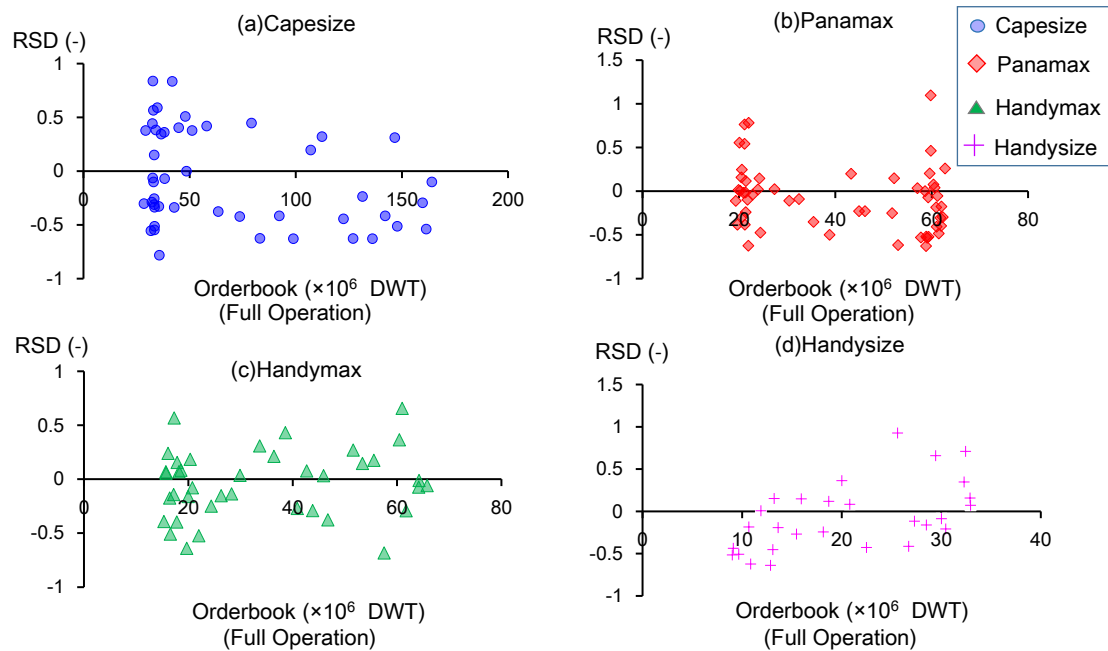 (a)Capesize
RSD (-)
1
0.5
0
-0.5
-1
0
50
100
150
200
Orderbook (×10⁶ DWT)
(Full Operation)
(b)Panamax
RSD (-)
1.5
1
0.5
0
-0.5
-1
0
20
40
60
80
Orderbook (×10⁶ DWT)
(Full Operation)
Capesize
Panamax
Handymax
Handysize
RSD (-)
(c)Handymax
1
0.5
0
-0.5
-1
0
20
40
60
80
Orderbook (×10⁶ DWT)
(Full Operation)
RSD (-)
(d)Handysize
1.5
1
0.5
0
-0.5
-1
0
10
20
30
40
Orderbook (×10⁶ DWT)
(Full Operation)